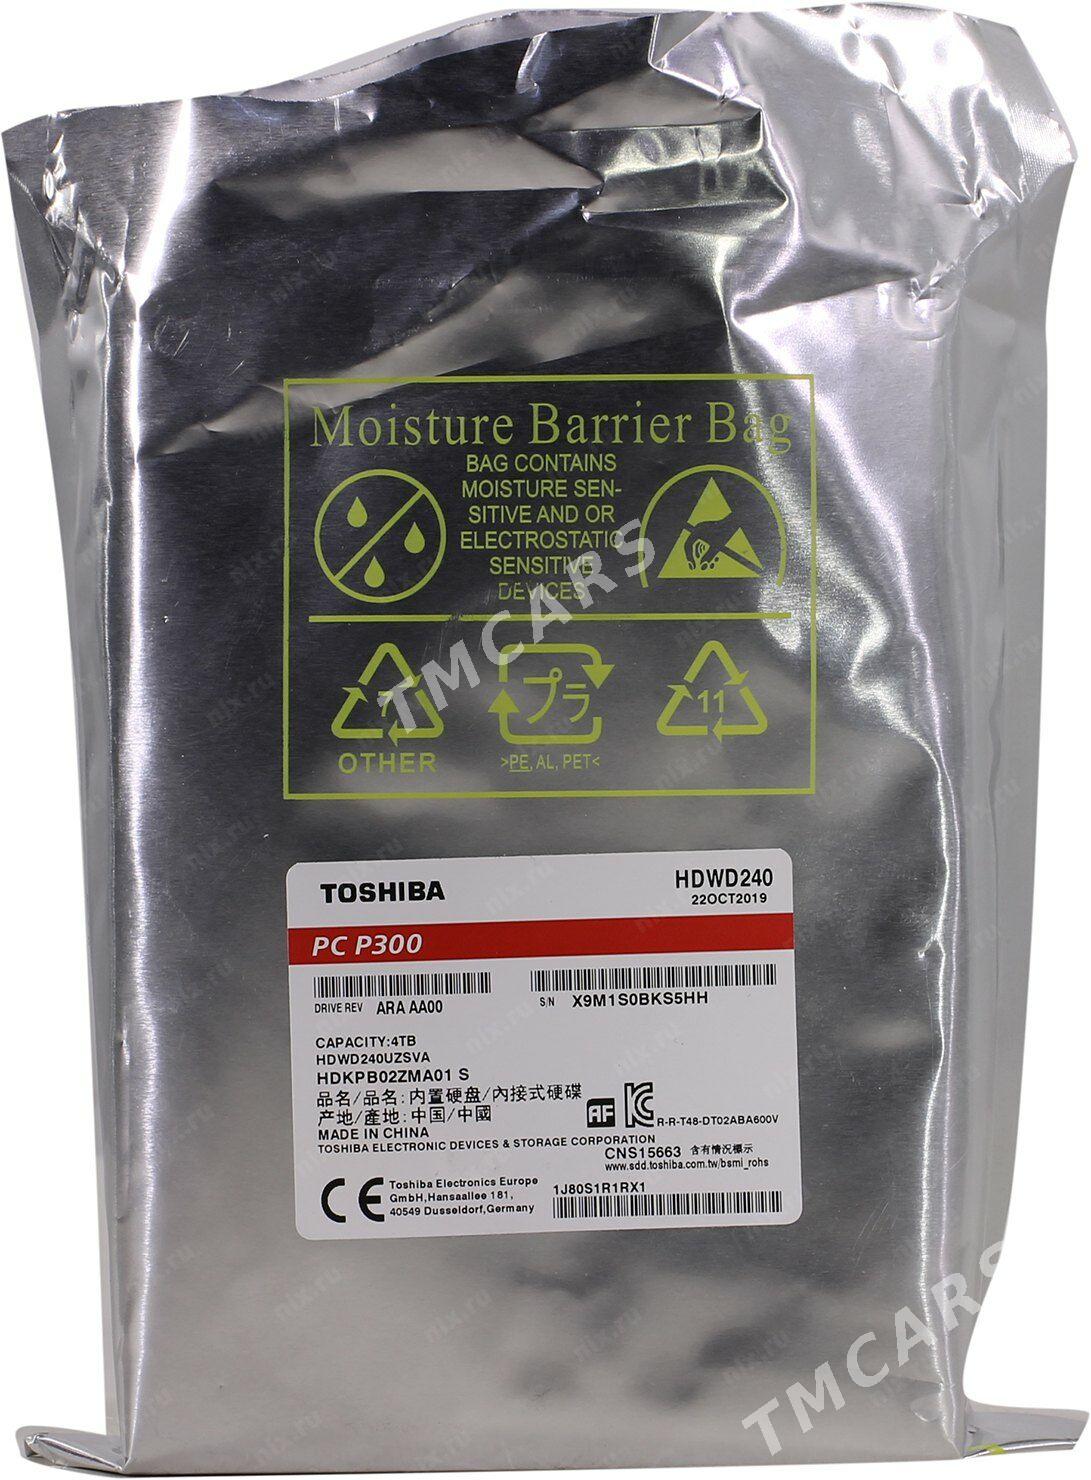 Moisture Barrier Bag
BAG CONTAINS
MOISTURE SEN-
SITIVE AND OR
ELECTROSTATIC
SENSITIVE
DEVICES
TMCARS
7
プラ
11
OTHER
>PE, AL, PET<
TOSHIBA
HDWD240
22OCT2019
PC P300
DRIVE REV ARA AA00
S/N X9M1S0BKS5HH
CAPACITY:4TB
HDWD240UZSVA
HDKPB02ZMA01 S
品名/品名: 内置硬盘/內接式硬碟
产地/產地: 中国/中國
MADE IN CHINA
AF
R-R-T48-DT02ABA600V
TOSHIBA ELECTRONIC DEVICES & STORAGE CORPORATION
CNS15663 含有情況標示
www.sdd.toshiba.com.tw/bsmi_rohs
CE
Toshiba Electronics Europe
GmbH,Hansaallee 181,
40549 Dusseldorf,Germany
1J80S1R1RX1
TMCARS
nix.ru